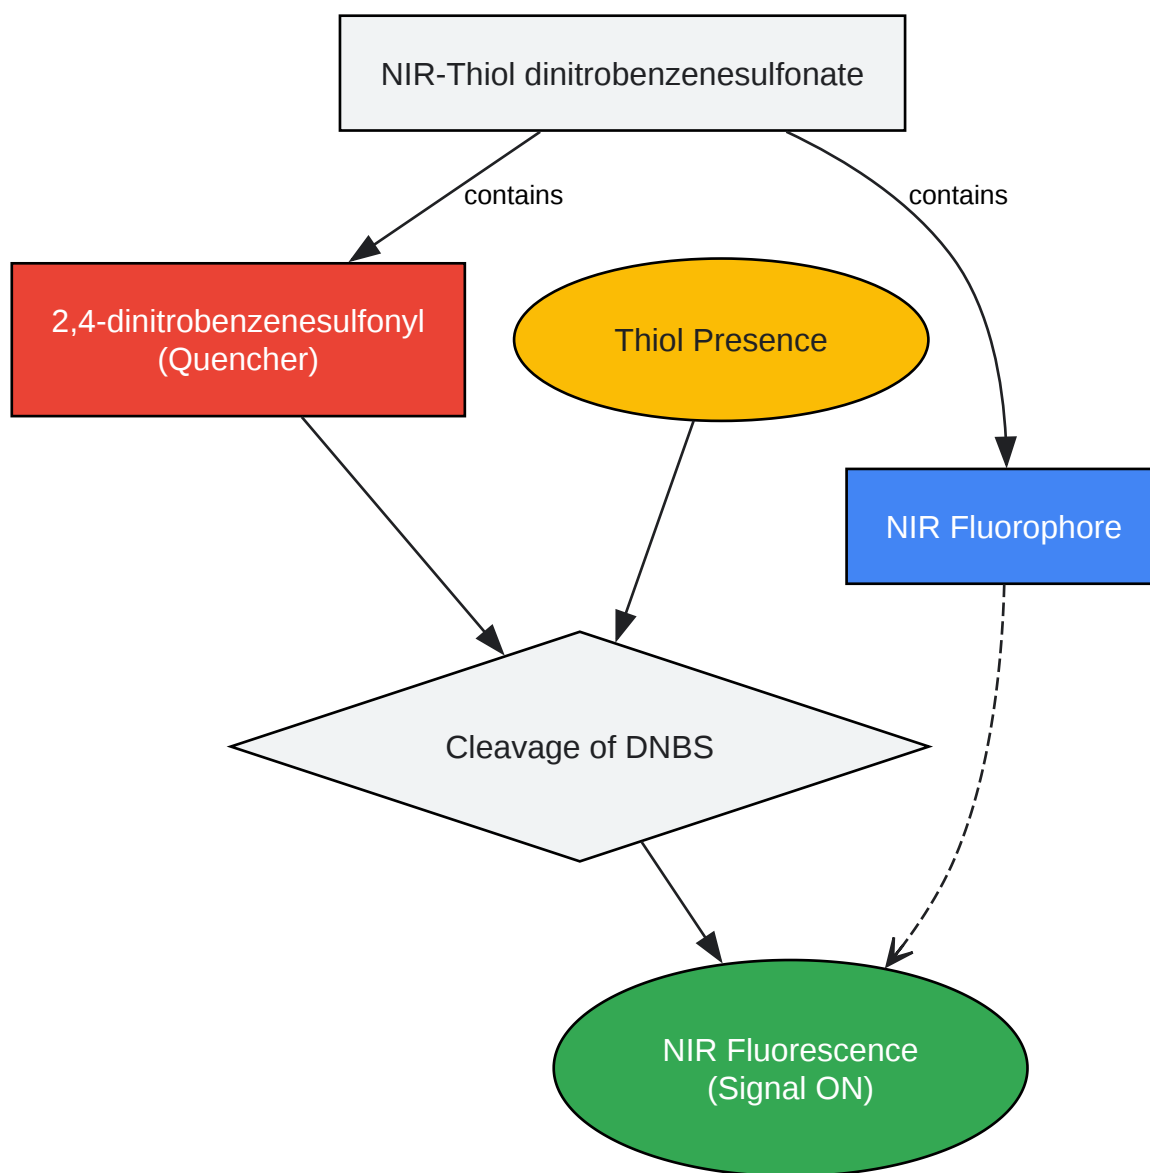 NIR-Thiol dinitrobenzenesulfonate
contains
contains
2,4-dinitrobenzenesulfonyl
(Quencher)
Thiol Presence
NIR Fluorophore
Cleavage of DNBS
NIR Fluorescence
(Signal ON)